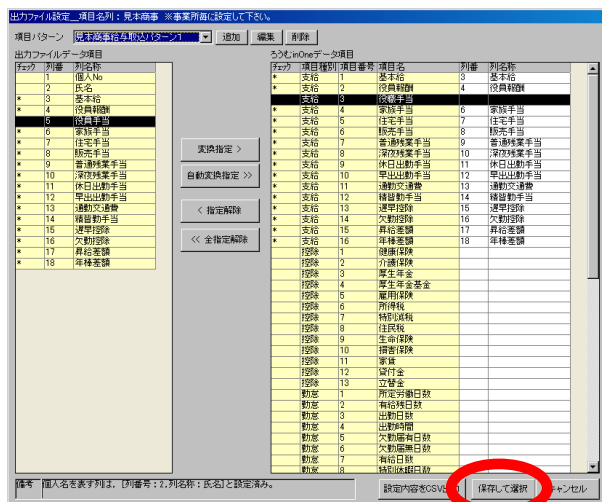 出力ファイル設定__項目名列：見本商事 ※事業所毎に設定して下さい。
項目パターン 見本商事給与取込パターン1 追加 編集 削除
出力ファイルデータ項目
チェック 列番 列名称
1 個人No
2 氏名
* 3 基本給
* 4 役員報酬
5 役員手当
* 6 家族手当
* 7 住宅手当
* 8 販売手当
* 9 普通残業手当
* 10 深夜残業手当
* 11 休日出勤手当
* 12 早出出勤手当
* 13 通勤交通費
* 14 精皆勤手当
* 15 遅早控除
* 16 欠勤控除
* 17 昇給差額
* 18 年棒差額
変換指定 >
自動変換指定 >>
< 指定解除
<< 全指定解除
ろうむinOneデータ項目
チェック 項目種別 項目番号 項目名 列番 列名称
* 支給 1 基本給 3 基本給
* 支給 2 役員報酬 4 役員報酬
支給 3 役職手当
* 支給 4 家族手当 6 家族手当
* 支給 5 住宅手当 7 住宅手当
* 支給 6 販売手当 8 販売手当
* 支給 7 普通残業手当 9 普通残業手当
* 支給 8 深夜残業手当 10 深夜残業手当
* 支給 9 休日出勤手当 11 休日出勤手当
* 支給 10 早出出勤手当 12 早出出勤手当
* 支給 11 通勤交通費 13 通勤交通費
* 支給 12 精皆勤手当 14 精皆勤手当
* 支給 13 遅早控除 15 遅早控除
* 支給 14 欠勤控除 16 欠勤控除
* 支給 15 昇給差額 17 昇給差額
* 支給 16 年棒差額 18 年棒差額
控除 1 健康保険
控除 2 介護保険
控除 3 厚生年金
控除 4 厚生年金基金
控除 5 雇用保険
控除 6 所得税
控除 7 特別減税
控除 8 住民税
控除 9 生命保険
控除 10 損害保険
控除 11 家賃
控除 12 貸付金
控除 13 立替金
勤怠 1 所定労働日数
勤怠 2 有給残日数
勤怠 3 出勤日数
勤怠 4 出勤時間
勤怠 5 欠勤届有日数
勤怠 6 欠勤届無日数
勤怠 7 有給日数
勤怠 8 特別休暇日数
備考 個人名を表す列は，[列番号：2，列名称：氏名]と設定済み。
設定内容をCSV出力 保存して選択 キャンセル